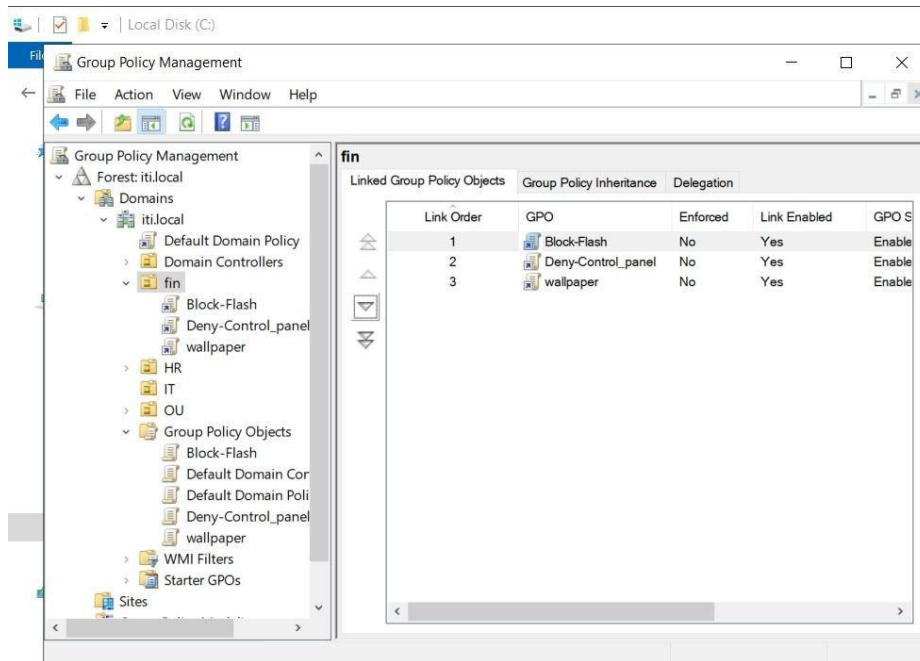 Local Disk (C:)
Fil
Group Policy Management
File Action View Window Help
Group Policy Management
Forest: iti.local
Domains
iti.local
Default Domain Policy
Domain Controllers
fin
Block-Flash
Deny-Control_panel
wallpaper
HR
IT
OU
Group Policy Objects
Block-Flash
Default Domain Cor
Default Domain Poli
Deny-Control_panel
wallpaper
WMI Filters
Starter GPOs
Sites
fin
Linked Group Policy Objects Group Policy Inheritance Delegation
Link Order GPO Enforced Link Enabled GPO S
1 Block-Flash No Yes Enable
2 Deny-Control_panel No Yes Enable
3 wallpaper No Yes Enable